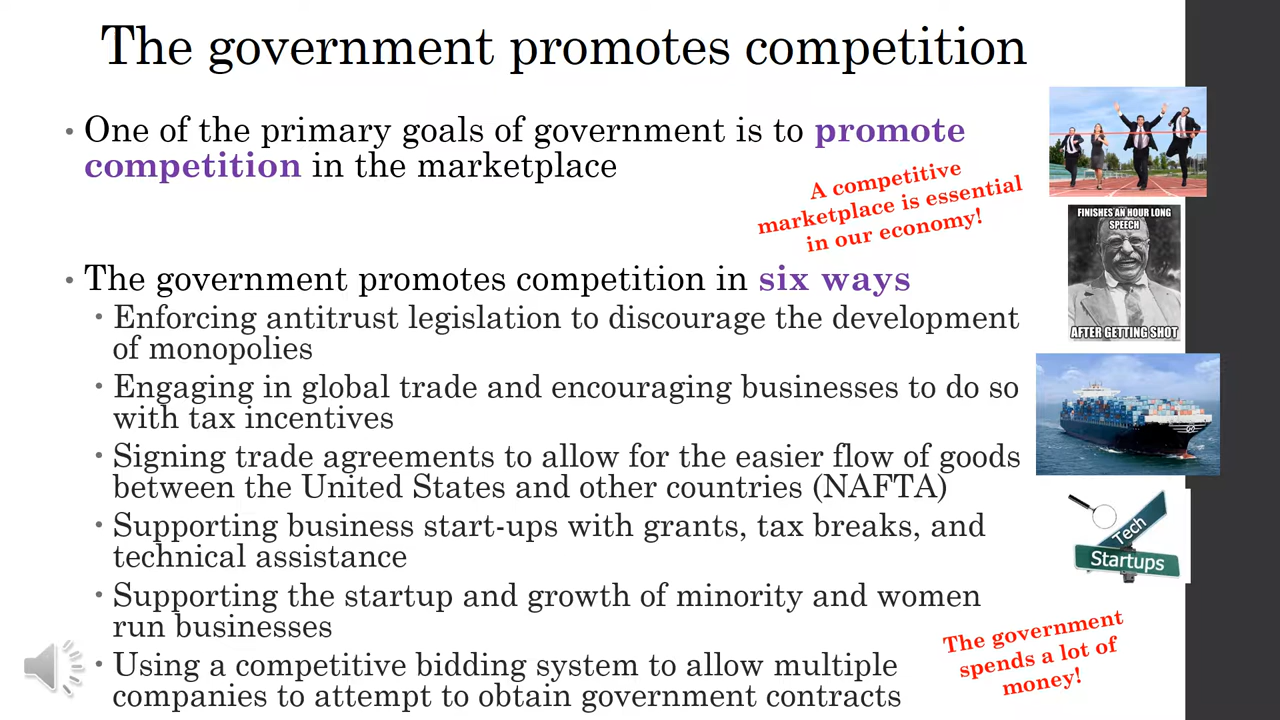 The government promotes competition
• One of the primary goals of government is to promote
competition in the marketplace
A competitive
marketplace is essential
in our economy!
FINISHES AN HOUR LONG
SPEECH
AFTER GETTING SHOT
• The government promotes competition in six ways
• Enforcing antitrust legislation to discourage the development
of monopolies
• Engaging in global trade and encouraging businesses to do so
with tax incentives
• Signing trade agreements to allow for the easier flow of goods
between the United States and other countries (NAFTA)
• Supporting business start-ups with grants, tax breaks, and
technical assistance
Tech
Startups
• Supporting the startup and growth of minority and women
run businesses
• Using a competitive bidding system to allow multiple
companies to attempt to obtain government contracts
The government
spends a lot of
money!